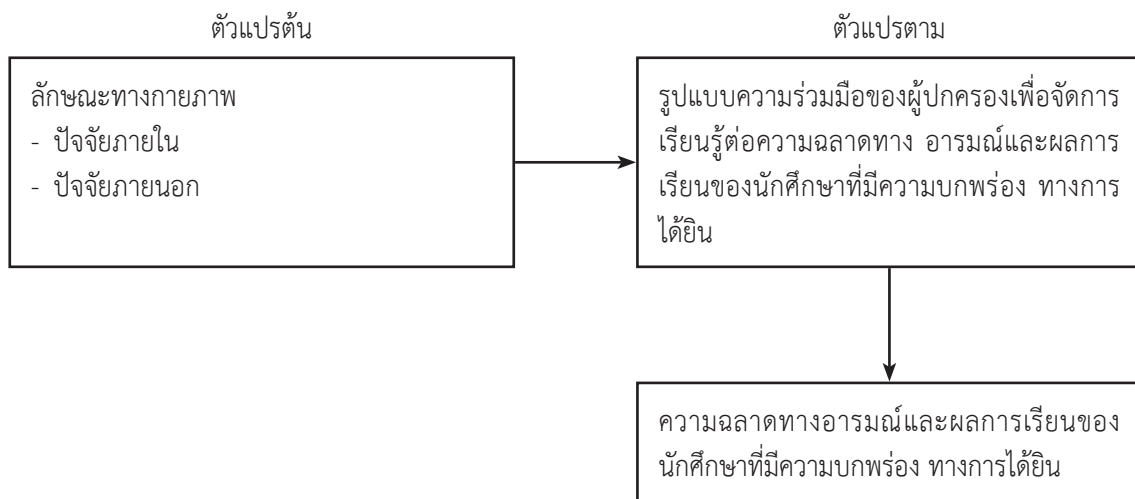 ตัวแปรต้น
ลักษณะทางกายภาพ
- ปัจจัยภายใน
- ปัจจัยภายนอก
ตัวแปรตาม
รูปแบบความร่วมมือของผู้ปกครองเพื่อจัดการ
เรียนรู้ต่อความฉลาดทาง อารมณ์และผลการ
เรียนของนักศึกษาที่มีความบกพร่อง ทางการ
ได้ยิน
ความฉลาดทางอารมณ์และผลการเรียนของ
นักศึกษาที่มีความบกพร่อง ทางการได้ยิน